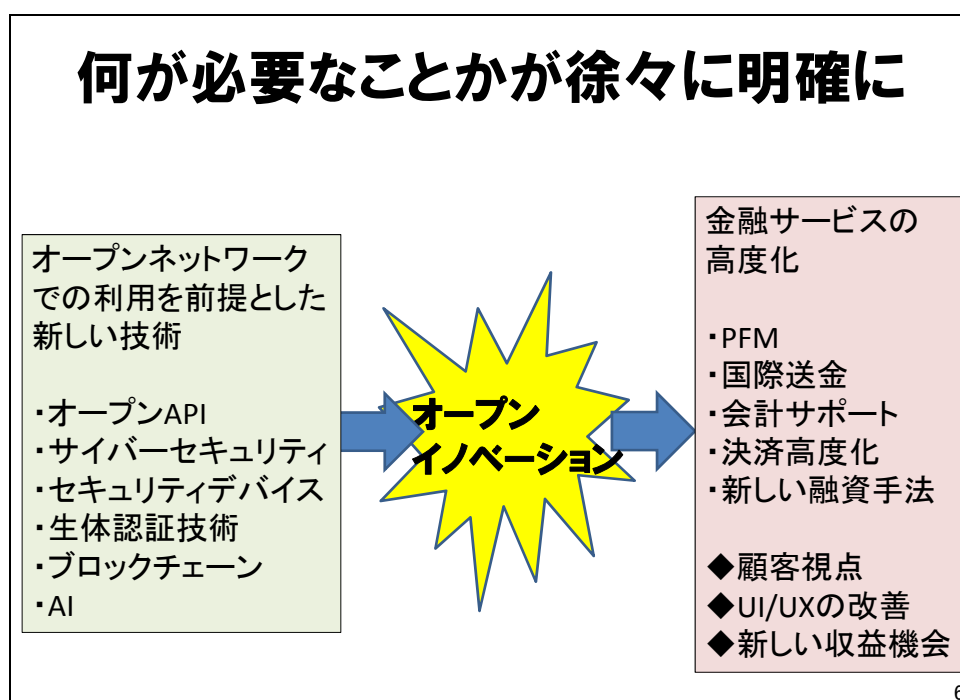 何が必要なことかが徐々に明確に
オープンネットワーク
での利用を前提とした
新しい技術
・オープンAPI
・サイバーセキュリティ
・セキュリティデバイス
・生体認証技術
・ブロックチェーン
・AI
オープン
イノベーション
金融サービスの
高度化
・PFM
・国際送金
・会計サポート
・決済高度化
・新しい融資手法
◆顧客視点
◆UI/UXの改善
◆新しい収益機会
6